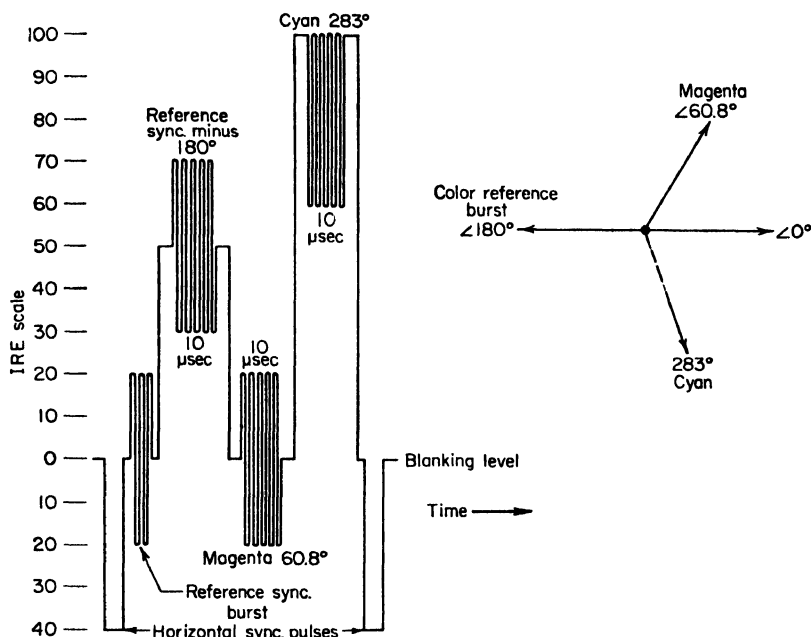 IRE scale
100
90
80
70
60
50
40
30
20
10
0
10
20
30
40
Cyan 283°
Reference
sync. minus
180°
10
μsec
10
μsec
10
μsec
Magenta 60.8°
Reference sync.
burst
Horizontal sync. pulses
Blanking level
Time
Magenta
∠60.8°
Color reference
burst
∠180°
∠0°
283°
Cyan